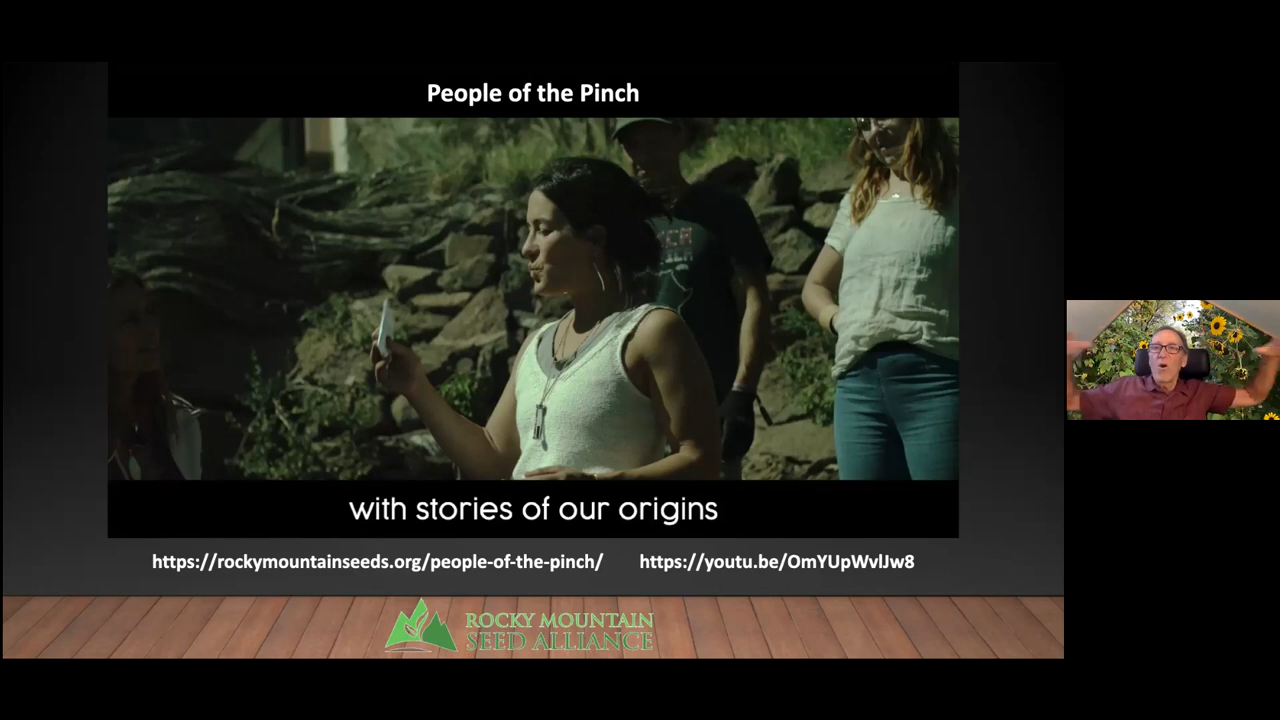 People of the Pinch
with stories of our origins
https://rockymountainseeds.org/people-of-the-pinch/ https://youtu.be/OmYUpWvlJw8
ROCKY MOUNTAIN
SEED ALLIANCE